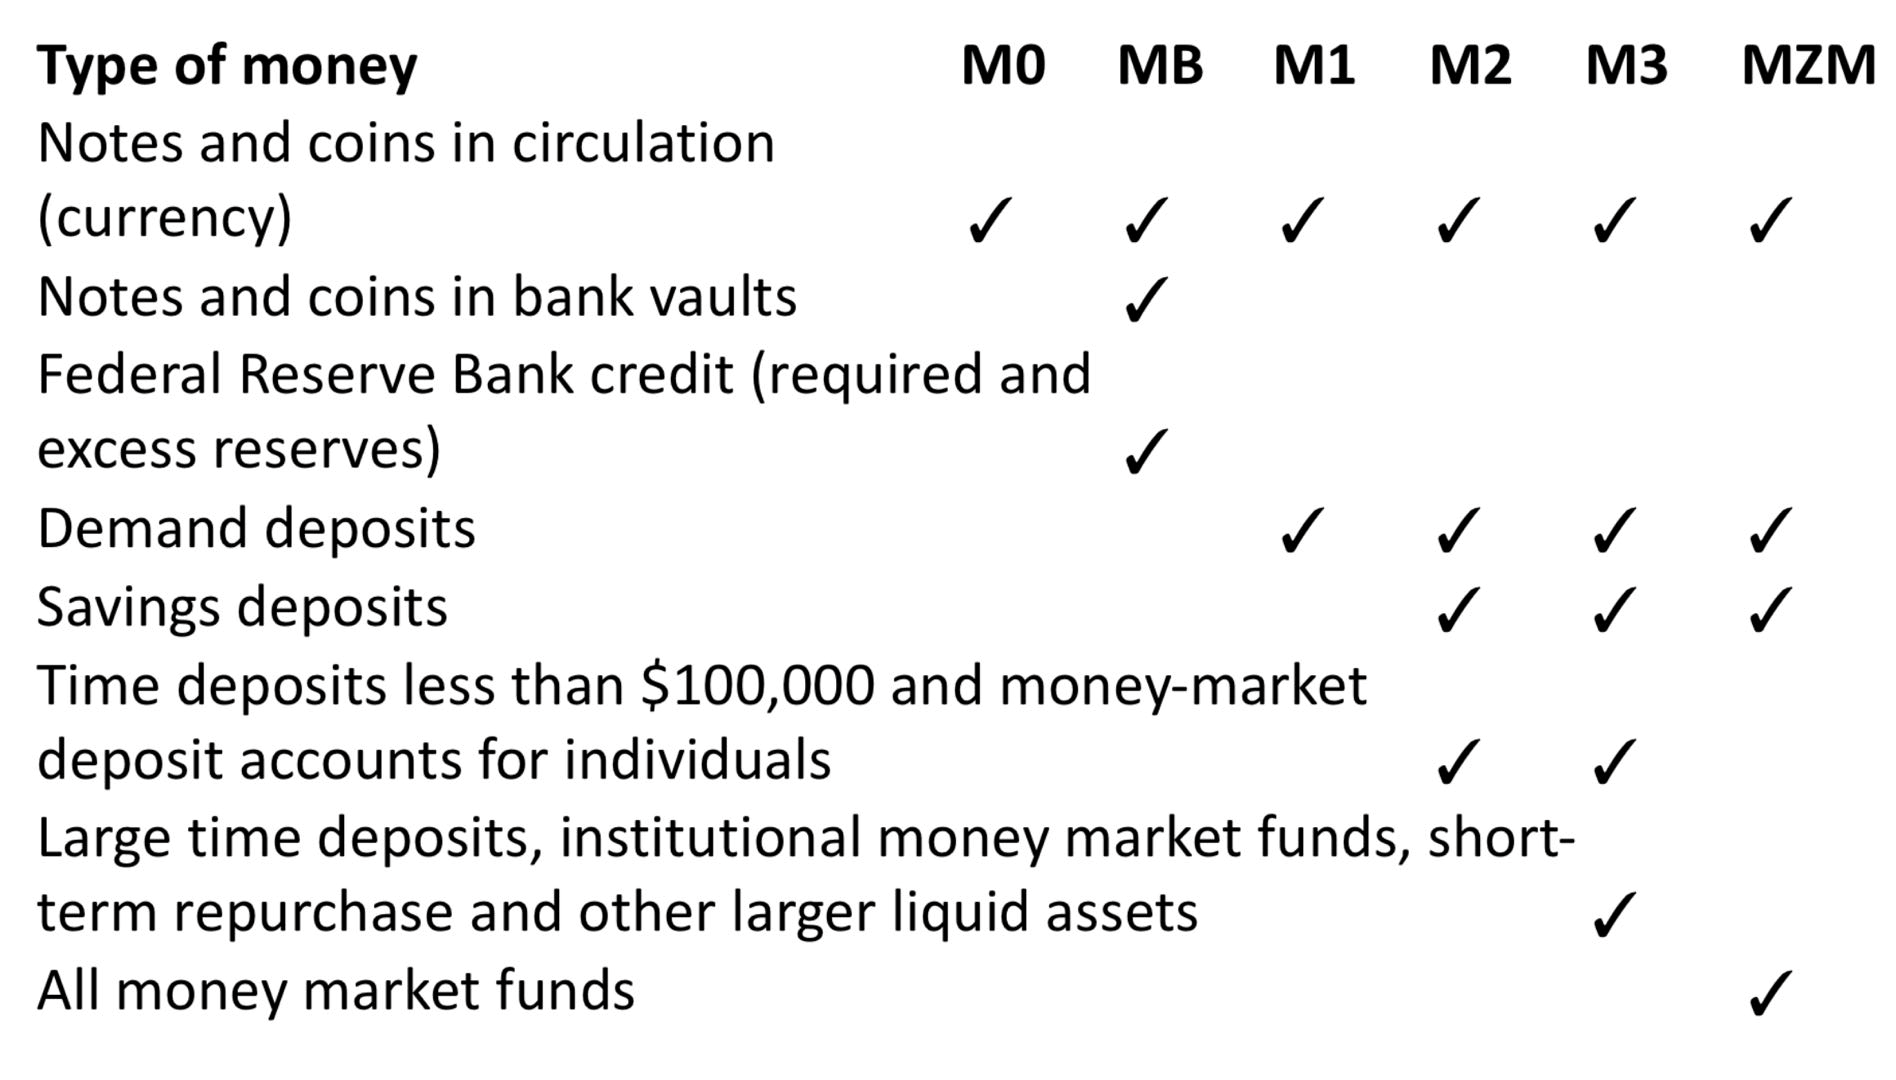 Type of money M0 MB M1 M2 M3 MZM
Notes and coins in circulation
(currency) ✓ ✓ ✓ ✓ ✓ ✓
Notes and coins in bank vaults ✓
Federal Reserve Bank credit (required and
excess reserves) ✓
Demand deposits ✓ ✓ ✓ ✓
Savings deposits ✓ ✓ ✓
Time deposits less than $100,000 and money-market
deposit accounts for individuals ✓ ✓
Large time deposits, institutional money market funds, short-
term repurchase and other larger liquid assets ✓
All money market funds ✓